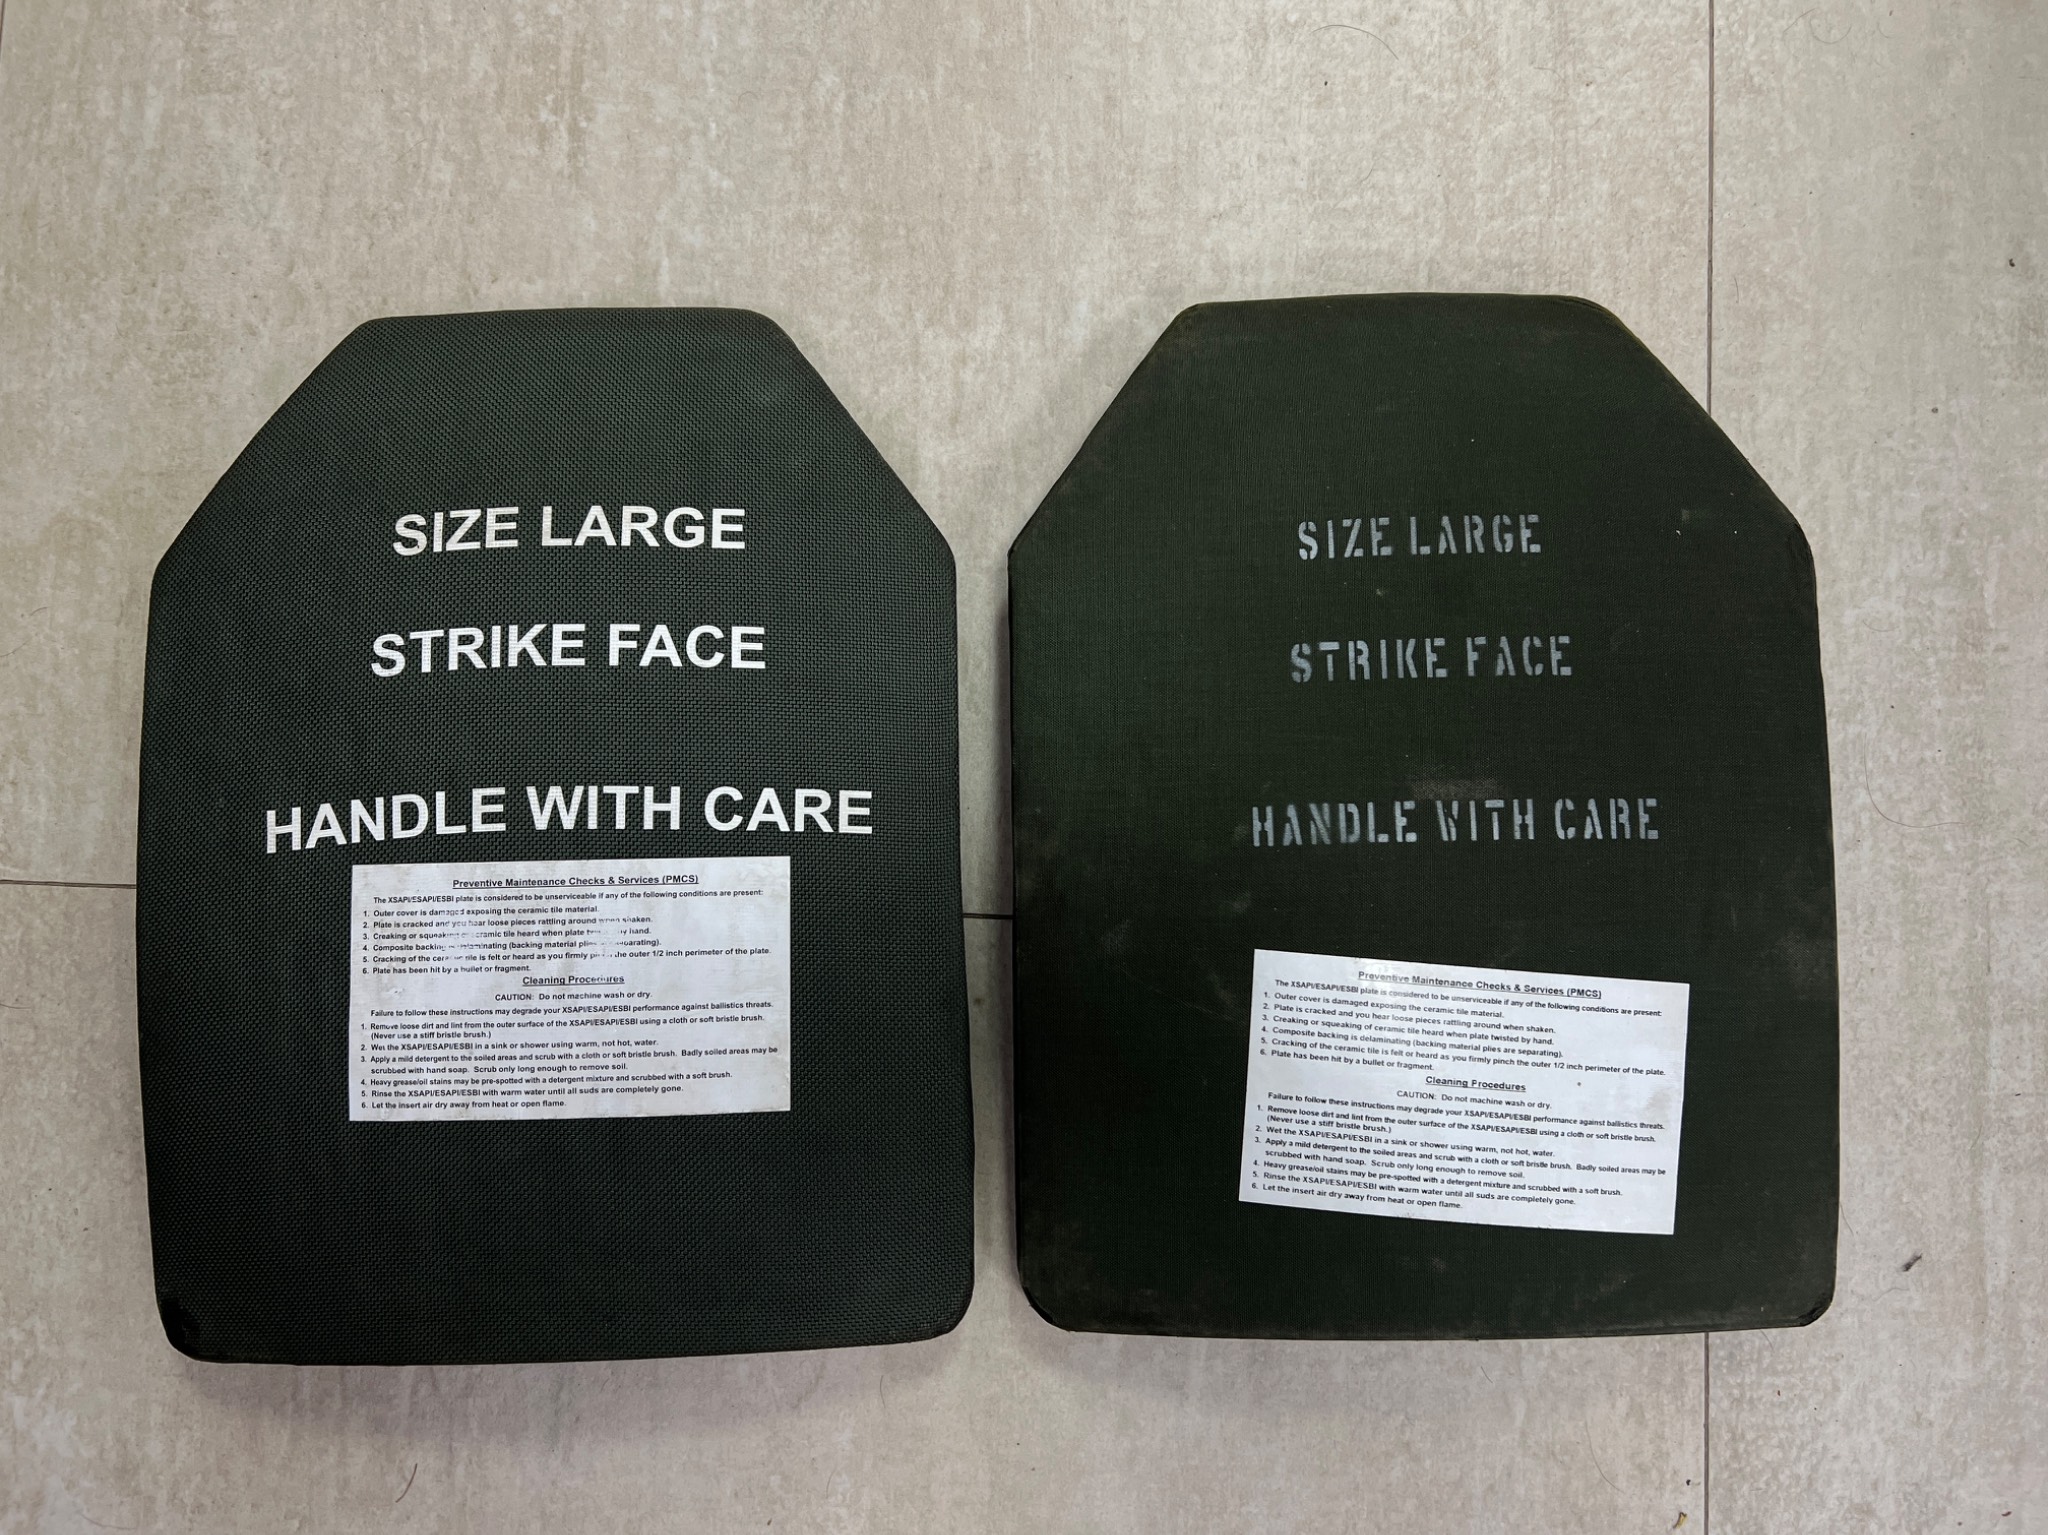 SIZE LARGE
STRIKE FACE
HANDLE WITH CARE
Preventive Maintenance Checks & Services (PMCS)
The XSAPI/ESAPI/ESBI plate is considered to be unserviceable if any of the following conditions are present:
1. Outer cover is damaged exposing the ceramic tile material.
2. Plate is cracked and you hear loose pieces rattling around when shaken.
3. Creaking or squeaking of ceramic tile heard when plate by hand.
4. Composite backing delaminating (backing material plies separating).
5. Cracking of the ceramic tile is felt or heard as you firmly pinch the outer 1/2 inch perimeter of the plate.
6. Plate has been hit by a bullet or fragment.
Cleaning Procedures
CAUTION: Do not machine wash or dry.
Failure to follow these instructions may degrade your XSAPI/ESAPI/ESBI performance against ballistics threats.
1. Remove loose dirt and lint from the outer surface of the XSAPI/ESAPI/ESBI using a cloth or soft bristle brush.
(Never use a stiff bristle brush.)
2. Wet the XSAPI/ESAPI/ESBI in a sink or shower using warm, not hot, water.
3. Apply a mild detergent to the soiled areas and scrub with a cloth or soft bristle brush. Badly soiled areas may be
scrubbed with hand soap. Scrub only long enough to remove soil.
4. Heavy grease/oil stains may be pre-spotted with a detergent mixture and scrubbed with a soft brush.
5. Rinse the XSAPI/ESAPI/ESBI with warm water until all suds are completely gone.
6. Let the insert air dry away from heat or open flame.
SIZE LARGE
STRIKE FACE
HANDLE WITH CARE
Preventive Maintenance Checks & Services (PMCS)
The XSAPI/ESAPI/ESBI plate is considered to be unserviceable if any of the following conditions are present:
1. Outer cover is damaged exposing the ceramic tile material.
2. Plate is cracked and you hear loose pieces rattling around when shaken.
3. Creaking or squeaking of ceramic tile heard when plate twisted by hand.
4. Composite backing is delaminating (backing material plies are separating).
5. Cracking of the ceramic tile is felt or heard as you firmly pinch the outer 1/2 inch perimeter of the plate.
6. Plate has been hit by a bullet or fragment.
Cleaning Procedures
CAUTION: Do not machine wash or dry.
Failure to follow these instructions may degrade your XSAPI/ESAPI/ESBI performance against ballistics threats.
1. Remove loose dirt and lint from the outer surface of the XSAPI/ESAPI/ESBI using a cloth or soft bristle brush.
(Never use a stiff bristle brush.)
2. Wet the XSAPI/ESAPI/ESBI in a sink or shower using warm, not hot, water.
3. Apply a mild detergent to the soiled areas and scrub with a cloth or soft bristle brush. Badly soiled areas may be
scrubbed with hand soap. Scrub only long enough to remove soil.
4. Heavy grease/oil stains may be pre-spotted with a detergent mixture and scrubbed with a soft brush.
5. Rinse the XSAPI/ESAPI/ESBI with warm water until all suds are completely gone.
6. Let the insert air dry away from heat or open flame.